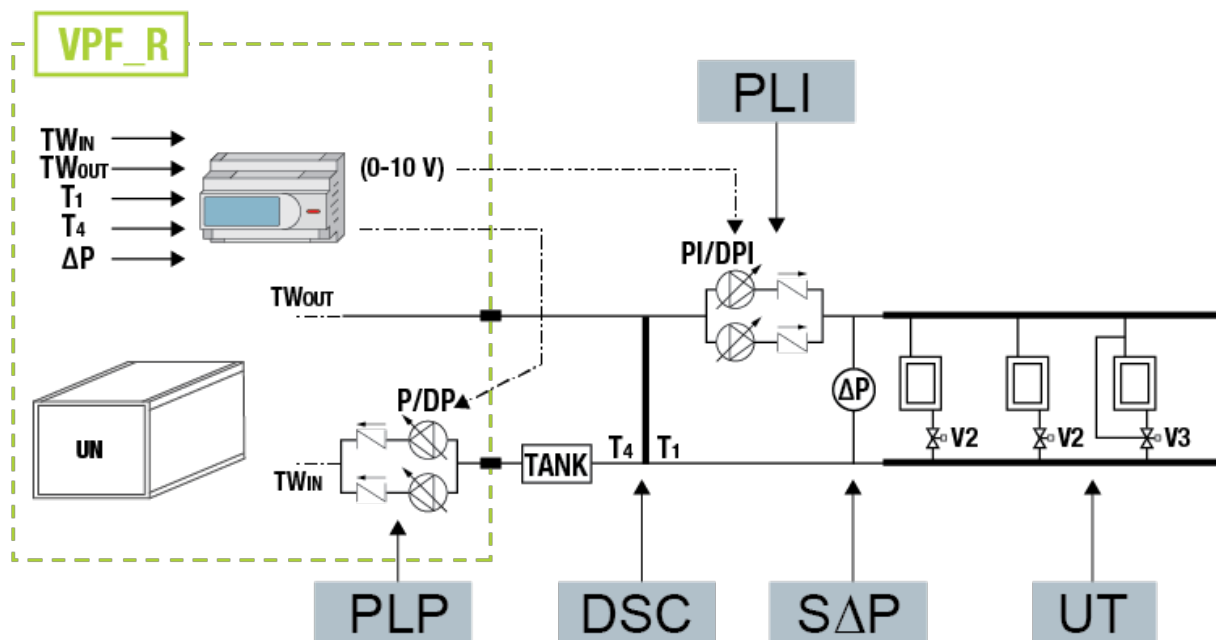 VPF_R
PLI
TWIN
TWOUT
T1
T4
ΔP
(0-10 V)
PI/DPI
TWOUT
P/DP
ΔP
V2
V2
V3
UN
TWIN
TANK
T4
T1
PLP
DSC
SΔP
UT